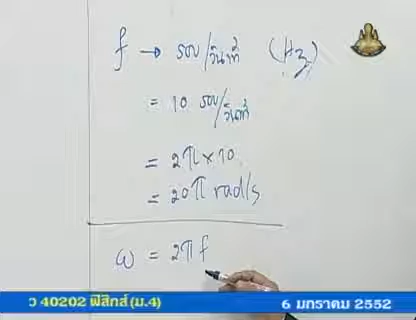 f → รอบ/วินาที (Hz)
= 10 รอบ/วินาที
= 2π × 10
= 20π rad/s
ω = 2πf
ว 40202 ฟิสิกส์ (ม.4) 6 มกราคม 2552